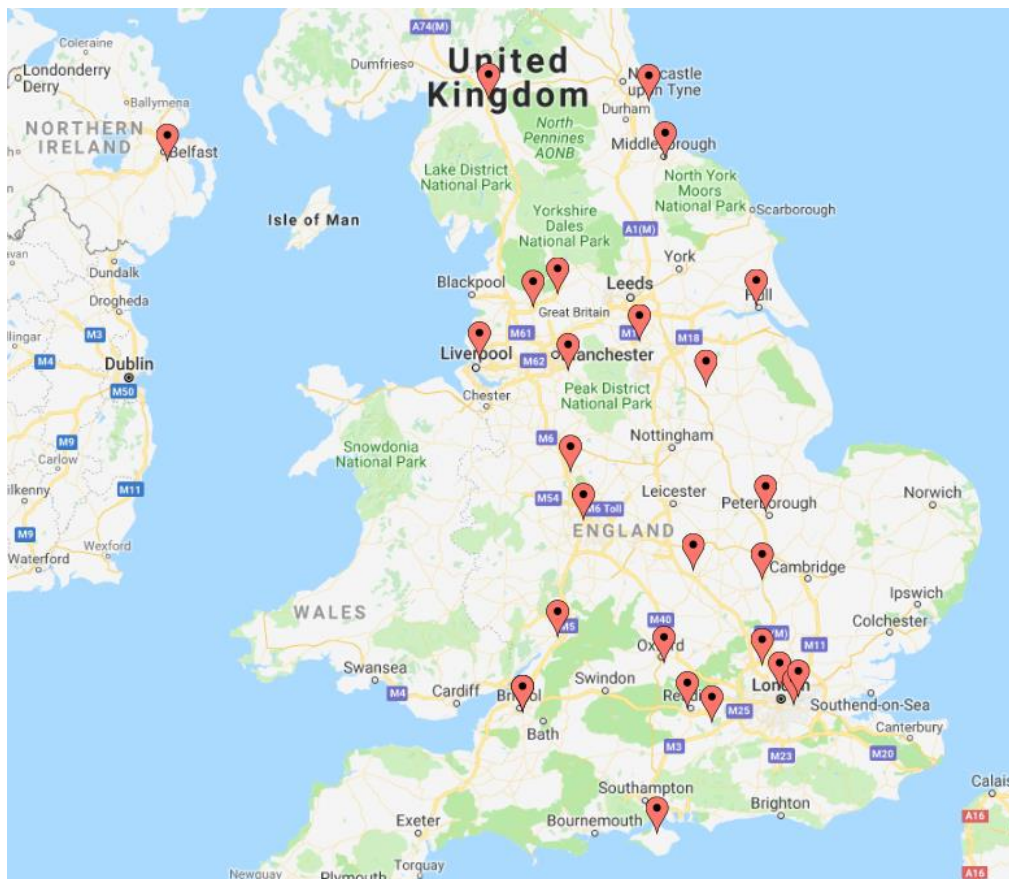 A74(M)
Coleraine
Londonderry
Derry
Dumfries
United
Kingdom
Newcastle
upon Tyne
Ballymena
NORTHERN
IRELAND
Belfast
Durham
North
Pennines
AONB
Middlesbrough
Lake District
National Park
North York
Moors
National Park
Scarborough
Isle of Man
Yorkshire
Dales
National Park
A1(M)
York
Dundalk
Drogheda
Blackpool
Leeds
Hull
Great Britain
M3
M61
M18
Liverpool
M62
Manchester
M4
Dublin
M50
Peak District
National Park
Chester
Snowdonia
National Park
M6
Nottingham
M9
Carlow
M11
M54
M6 Toll
Leicester
Peterborough
Norwich
ENGLAND
M9
Wexford
Waterford
Cambridge
Ipswich
WALES
M5
M40
M11
Colchester
Oxford
Swansea
M4
Cardiff
Bristol
Swindon
London
M25
Southend-on-Sea
Bath
Canterbury
M3
M23
M20
Southampton
Brighton
Bournemouth
Exeter
Calais
A16
Torquay
Newquay
Plymouth
A16